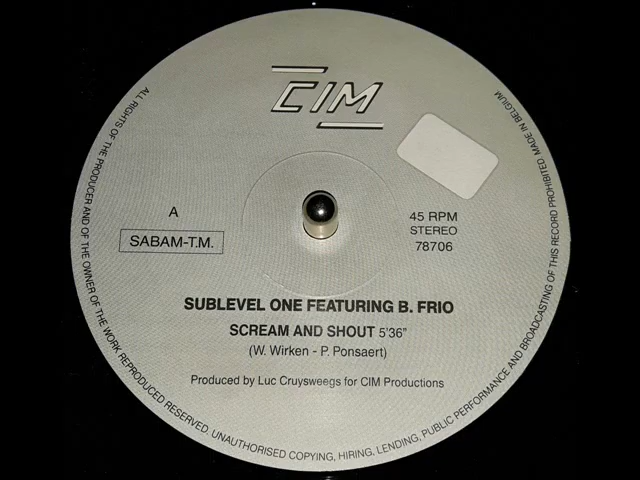 CIM
A
SABAM-T.M.
45 RPM
STEREO
78706
SUBLEVEL ONE FEATURING B. FRIO
SCREAM AND SHOUT 5'36"
(W. Wirken - P. Ponsaert)
Produced by Luc Cruysweegs for CIM Productions
ALL RIGHTS OF THE PRODUCER AND OF THE OWNER OF THE WORK REPRODUCED RESERVED. UNAUTHORISED COPYING, HIRING, LENDING, PUBLIC PERFORMANCE AND BROADCASTING OF THIS RECORD PROHIBITED MADE IN BELGIUM